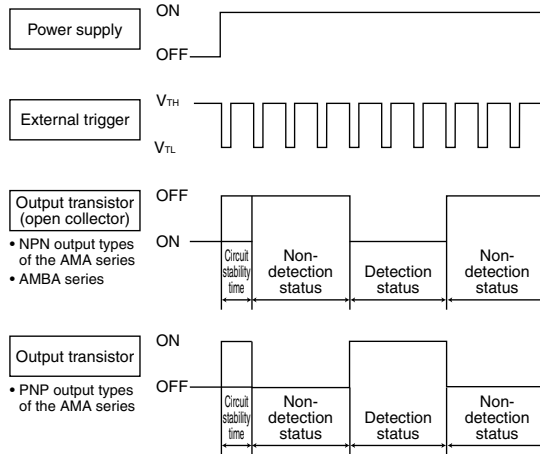 Power supply
ON
OFF
External trigger
VTH
VTL
Output transistor
(open collector)
• NPN output types
of the AMA series
• AMBA series
OFF
ON
Circuit
stability
time
Non-
detection
status
Detection
status
Non-
detection
status
Output transistor
• PNP output types
of the AMA series
ON
OFF
Circuit
stability
time
Non-
detection
status
Detection
status
Non-
detection
status